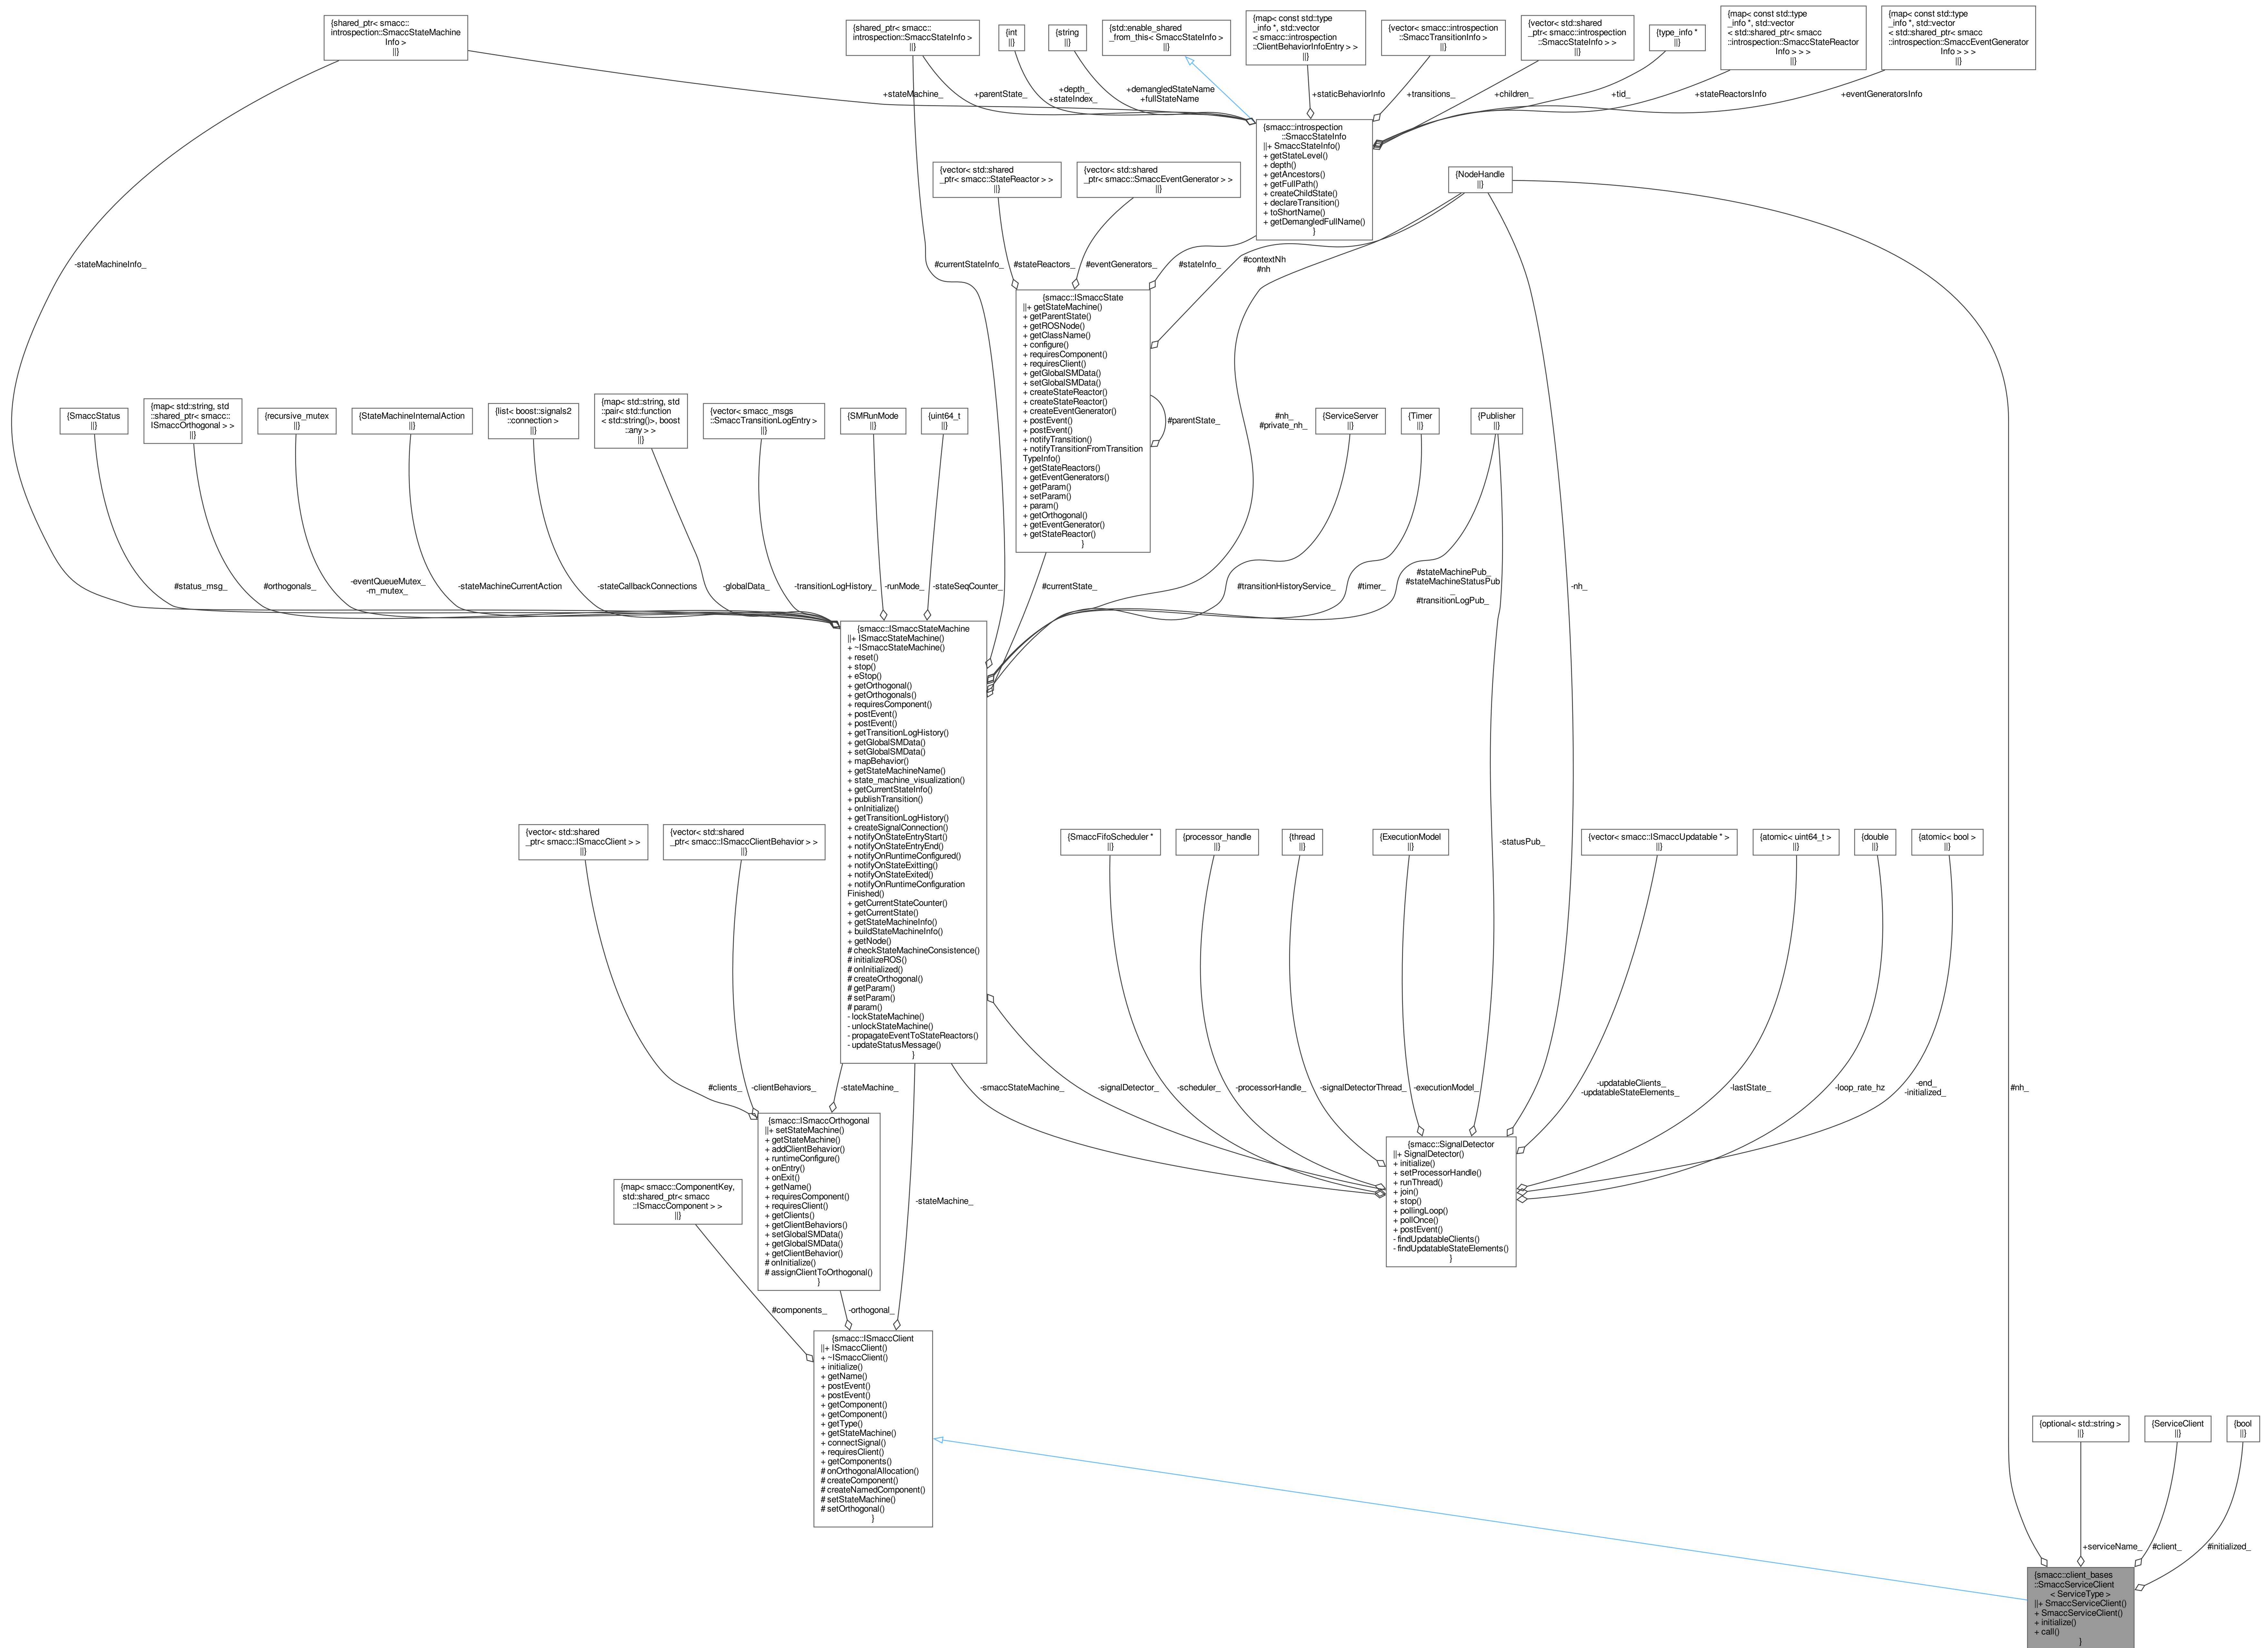 {shared_ptr< smacc::
introspection::SmaccStateMachine
Info >
||}
{shared_ptr< smacc::
introspection::SmaccStateInfo >
||}
{int
||}
{string
||}
{std::enable_shared
_from_this< SmaccStateInfo >
||}
{map< const std::type
_info *, std::vector
< smacc::introspection
::ClientBehaviorInfoEntry > >
||}
{vector< smacc::introspection
::SmaccTransitionInfo >
||}
{vector< std::shared
_ptr< smacc::introspection
::SmaccStateInfo > >
||}
{type_info *
||}
{map< const std::type
_info *, std::vector
< std::shared_ptr< smacc
::introspection::SmaccStateReactor
Info > > >
||}
{map< const std::type
_info *, std::vector
< std::shared_ptr< smacc
::introspection::SmaccEventGenerator
Info > > >
||}
+stateMachine_
+parentState_
+depth_
+stateIndex_
+demangledStateName
+fullStateName
+staticBehaviorInfo
+transitions_
+children_
+tid_
+stateReactorsInfo
+eventGeneratorsInfo
{smacc::introspection
::SmaccStateInfo
||+ SmaccStateInfo()
+ getStateLevel()
+ depth()
+ getAncestors()
+ getFullPath()
+ createChildState()
+ declareTransition()
+ toShortName()
+ getDemangledFullName()
}
{vector< std::shared
_ptr< smacc::StateReactor > >
||}
{vector< std::shared
_ptr< smacc::SmaccEventGenerator > >
||}
{NodeHandle
||}
-stateMachineInfo_
#currentStateInfo_
#stateReactors_
#eventGenerators_
#stateInfo_
#contextNh
#nh
{smacc::ISmaccState
||+ getStateMachine()
+ getParentState()
+ getROSNode()
+ getClassName()
+ configure()
+ requiresComponent()
+ requiresClient()
+ getGlobalSMData()
+ setGlobalSMData()
+ createStateReactor()
+ createStateReactor()
+ createEventGenerator()
+ postEvent()
+ postEvent()
+ notifyTransition()
+ notifyTransitionFromTransition
TypeInfo()
+ getStateReactors()
+ getEventGenerators()
+ getParam()
+ setParam()
+ param()
+ getOrthogonal()
+ getEventGenerator()
+ getStateReactor()
}
#parentState_
#nh_
#private_nh_
{SmaccStatus
||}
{map< std::string, std
::shared_ptr< smacc::
ISmaccOrthogonal > >
||}
{recursive_mutex
||}
{StateMachineInternalAction
||}
{list< boost::signals2
::connection >
||}
{map< std::string, std
::pair< std::function
< std::string()>, boost
::any > >
||}
{vector< smacc_msgs
::SmaccTransitionLogEntry >
||}
{SMRunMode
||}
{uint64_t
||}
{ServiceServer
||}
{Timer
||}
{Publisher
||}
#status_msg_
#orthogonals_
-eventQueueMutex_
-m_mutex_
-stateMachineCurrentAction
-stateCallbackConnections
-globalData_
-transitionLogHistory_
-runMode_
-stateSeqCounter_
#currentState_
#transitionHistoryService_
#timer_
#stateMachinePub_
#stateMachineStatusPub
_
#transitionLogPub_
-nh_
{smacc::ISmaccStateMachine
||+ ISmaccStateMachine()
+ ~ISmaccStateMachine()
+ reset()
+ stop()
+ eStop()
+ getOrthogonal()
+ getOrthogonals()
+ requiresComponent()
+ postEvent()
+ postEvent()
+ getTransitionLogHistory()
+ getGlobalSMData()
+ setGlobalSMData()
+ mapBehavior()
+ getStateMachineName()
+ state_machine_visualization()
+ getCurrentStateInfo()
+ publishTransition()
+ onInitialize()
+ getTransitionLogHistory()
+ createSignalConnection()
+ notifyOnStateEntryStart()
+ notifyOnStateEntryEnd()
+ notifyOnRuntimeConfigured()
+ notifyOnStateExitting()
+ notifyOnStateExited()
+ notifyOnRuntimeConfiguration
Finished()
+ getCurrentStateCounter()
+ getCurrentState()
+ getStateMachineInfo()
+ buildStateMachineInfo()
+ getNode()
# checkStateMachineConsistence()
# initializeROS()
# onInitialized()
# createOrthogonal()
# getParam()
# setParam()
# param()
- lockStateMachine()
- unlockStateMachine()
- propagateEventToStateReactors()
- updateStatusMessage()
}
{vector< std::shared
_ptr< smacc::ISmaccClient > >
||}
{vector< std::shared
_ptr< smacc::ISmaccClientBehavior > >
||}
{SmaccFifoScheduler *
||}
{processor_handle
||}
{thread
||}
{ExecutionModel
||}
-statusPub_
{vector< smacc::ISmaccUpdatable * >
||}
{atomic< uint64_t >
||}
{double
||}
{atomic< bool >
||}
#clients_
-clientBehaviors_
-stateMachine_
-smaccStateMachine_
-signalDetector_
-scheduler_
-processorHandle_
-signalDetectorThread_
-executionModel_
-updatableClients_
-updatableStateElements_
-lastState_
-loop_rate_hz
-end_
-initialized_
#nh_
{smacc::ISmaccOrthogonal
||+ setStateMachine()
+ getStateMachine()
+ addClientBehavior()
+ runtimeConfigure()
+ onEntry()
+ onExit()
+ getName()
+ requiresComponent()
+ requiresClient()
+ getClients()
+ getClientBehaviors()
+ setGlobalSMData()
+ getGlobalSMData()
+ getClientBehavior()
# onInitialize()
# assignClientToOrthogonal()
}
{smacc::SignalDetector
||+ SignalDetector()
+ initialize()
+ setProcessorHandle()
+ runThread()
+ join()
+ stop()
+ pollingLoop()
+ pollOnce()
+ postEvent()
- findUpdatableClients()
- findUpdatableStateElements()
}
{map< smacc::ComponentKey,
std::shared_ptr< smacc
::ISmaccComponent > >
||}
-stateMachine_
#components_
-orthogonal_
{smacc::ISmaccClient
||+ ISmaccClient()
+ ~ISmaccClient()
+ initialize()
+ getName()
+ postEvent()
+ postEvent()
+ getComponent()
+ getComponent()
+ getType()
+ getStateMachine()
+ connectSignal()
+ requiresClient()
+ getComponents()
# onOrthogonalAllocation()
# createComponent()
# createNamedComponent()
# setStateMachine()
# setOrthogonal()
}
{optional< std::string >
||}
{ServiceClient
||}
{bool
||}
+serviceName_
#client_
#initialized_
{smacc::client_bases
::SmaccServiceClient
< ServiceType >
||+ SmaccServiceClient()
+ SmaccServiceClient()
+ initialize()
+ call()
}